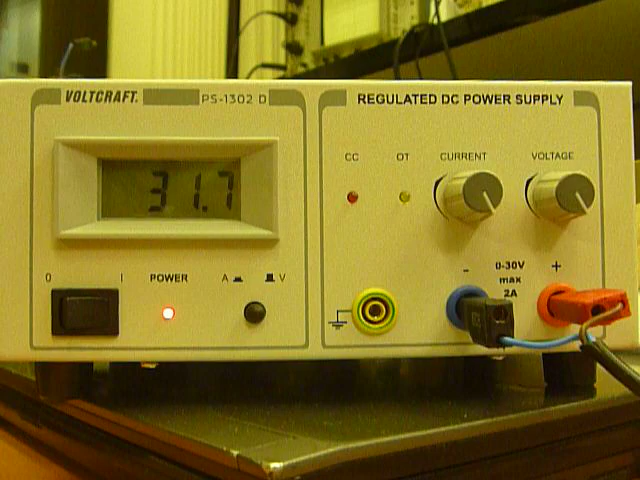 VOLTCRAFT. PS-1302 D
REGULATED DC POWER SUPPLY
31.7
CC OT CURRENT VOLTAGE
0 I POWER A V
- 0-30V +
max
2A